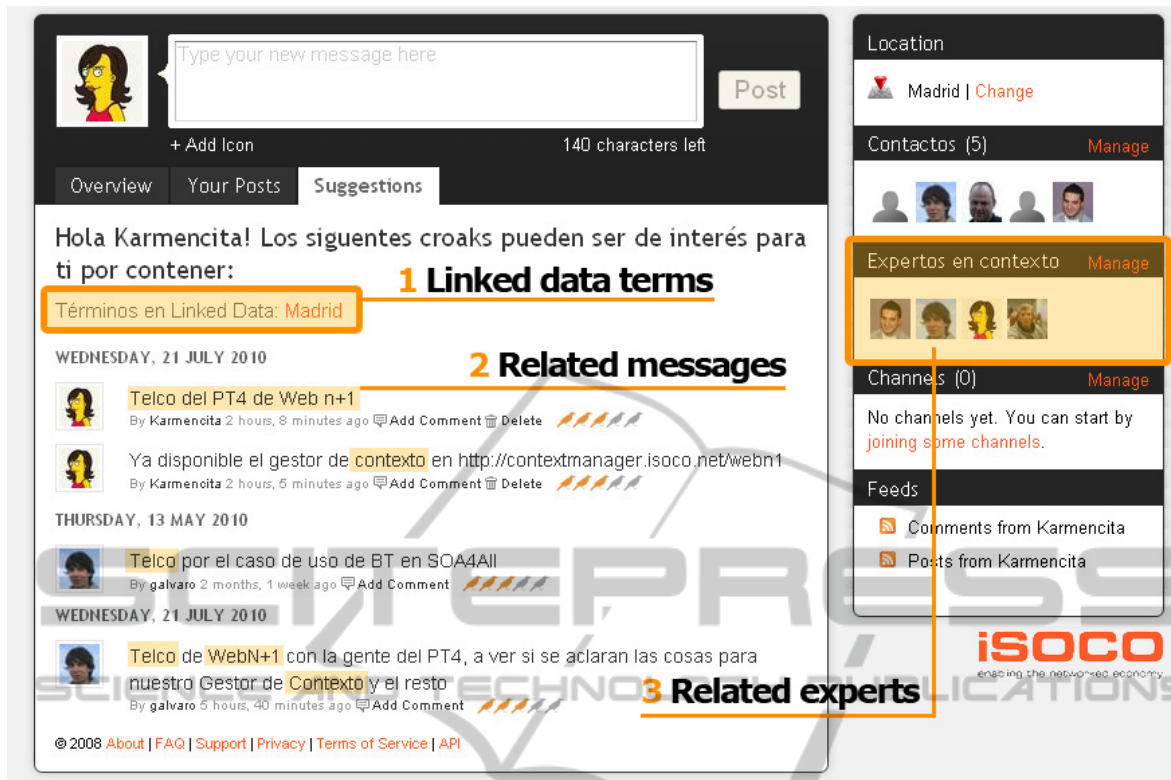 Type your new message here
Post
+ Add Icon
140 characters left
Overview
Your Posts
Suggestions
Hola Karmencita! Los siguentes croaks pueden ser de interés para
ti por contener:
1 Linked data terms
Términos en Linked Data: Madrid
WEDNESDAY, 21 JULY 2010
2 Related messages
Telco del PT4 de Web n+1
By Karmencita 2 hours, 8 minutes ago Add Comment Delete
Ya disponible el gestor de contexto en http://contextmanager.isoco.net/webn1
By Karmencita 2 hours, 5 minutes ago Add Comment Delete
THURSDAY, 13 MAY 2010
Telco por el caso de uso de BT en SOA4All
By galvaro 2 months, 1 week ago Add Comment
WEDNESDAY, 21 JULY 2010
Telco de WebN+1 con la gente del PT4, a ver si se aclaran las cosas para
nuestro Gestor de Contexto y el resto
By galvaro 5 hours, 40 minutes ago Add Comment
3 Related experts
© 2008 About | FAQ | Support | Privacy | Terms of Service | API
Location
Madrid | Change
Contactos (5) Manage
Expertos en contexto Manage
Channels (0) Manage
No channels yet. You can start by
joining some channels.
Feeds
Comments from Karmencita
Posts from Karmencita
iSOCO
enabling the networked economy
SCITEPRESS
SCIENCE AND TECHNOLOGY PUBLICATIONS